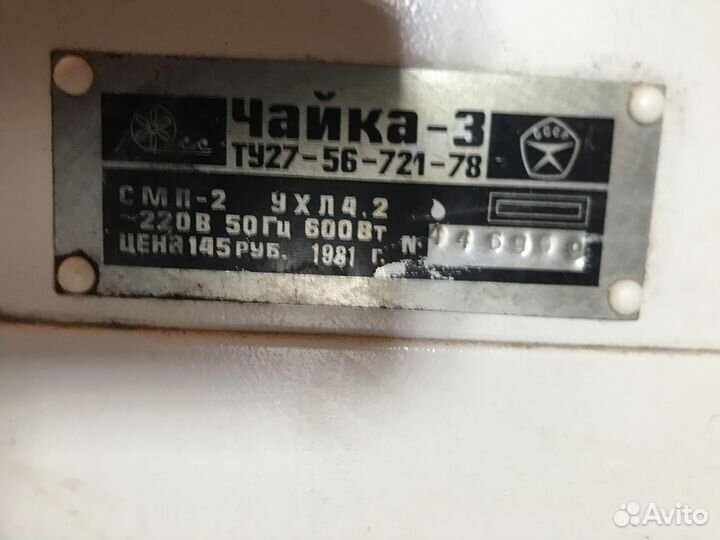 Чайка-3
ТУ27-56-721-78
СССР
СМП-2 УХЛ4.2
~220В 50Гц 600Вт
ЦЕНА 145 РУБ. 1981 г. №
Avito